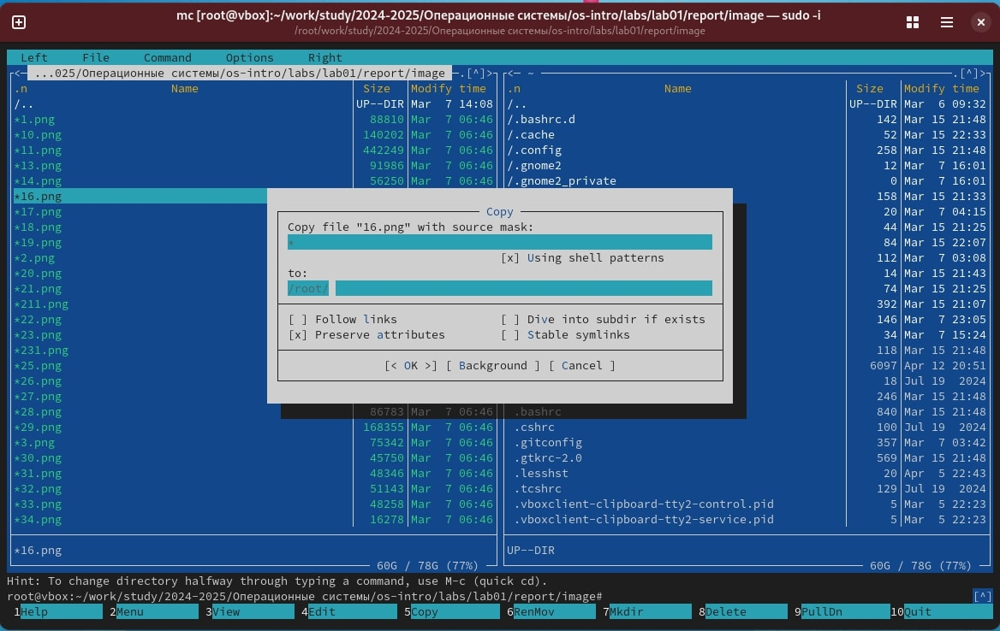 mc [root@vbox]:~/work/study/2024-2025/Операционные системы/os-intro/labs/lab01/report/image — sudo -i
/root/work/study/2024-2025/Операционные системы/os-intro/labs/lab01/report/image
Left File Command Options Right
<─ ...025/Операционные системы/os-intro/labs/lab01/report/image ─.[^]> <─ ~ ─.[^]>
.n Name Size Modify time .n Name Size Modify time
/.. UP--DIR Mar 7 14:08 /.. UP--DIR Mar 6 09:32
*1.png 88810 Mar 7 06:46 /.bashrc.d 142 Mar 15 21:48
*10.png 140202 Mar 7 06:46 /.cache 52 Mar 15 22:33
*11.png 442249 Mar 7 06:46 /.config 258 Mar 15 21:48
*13.png 91986 Mar 7 06:46 /.gnome2 12 Mar 7 16:01
*14.png 56250 Mar 7 06:46 /.gnome2_private 0 Mar 7 16:01
*16.png 158 Mar 15 21:33
*17.png Copy 20 Mar 7 04:15
*18.png Copy file "16.png" with source mask: 44 Mar 15 21:25
*19.png * 84 Mar 15 22:07
*2.png [x] Using shell patterns 112 Mar 7 03:08
*20.png to: 14 Mar 15 21:43
*21.png /root/ 74 Mar 15 21:25
*211.png 392 Mar 15 21:07
*22.png [ ] Follow links [ ] Dive into subdir if exists 146 Mar 7 23:05
*23.png [x] Preserve attributes [ ] Stable symlinks 34 Mar 7 15:24
*231.png 118 Mar 15 21:48
*25.png [< OK >] [ Background ] [ Cancel ] 6097 Apr 12 20:51
*26.png 18 Jul 19 2024
*27.png 246 Mar 15 21:48
*28.png 86783 Mar 7 06:46 .bashrc 840 Mar 15 21:48
*29.png 168355 Mar 7 06:46 .cshrc 100 Jul 19 2024
*3.png 75342 Mar 7 06:46 .gitconfig 357 Mar 7 03:42
*30.png 45750 Mar 7 06:46 .gtkrc-2.0 569 Mar 15 21:48
*31.png 48346 Mar 7 06:46 .lesshst 20 Apr 5 22:43
*32.png 51143 Mar 7 06:46 .tcshrc 129 Jul 19 2024
*33.png 48258 Mar 7 06:46 .vboxclient-clipboard-tty2-control.pid 5 Mar 5 22:23
*34.png 16278 Mar 7 06:46 .vboxclient-clipboard-tty2-service.pid 5 Mar 5 22:23
*16.png UP--DIR
60G / 78G (77%) 60G / 78G (77%)
Hint: To change directory halfway through typing a command, use M-c (quick cd).
root@vbox:~/work/study/2024-2025/Операционные системы/os-intro/labs/lab01/report/image# [^]
1Help 2Menu 3View 4Edit 5Copy 6RenMov 7Mkdir 8Delete 9PullDn 10Quit